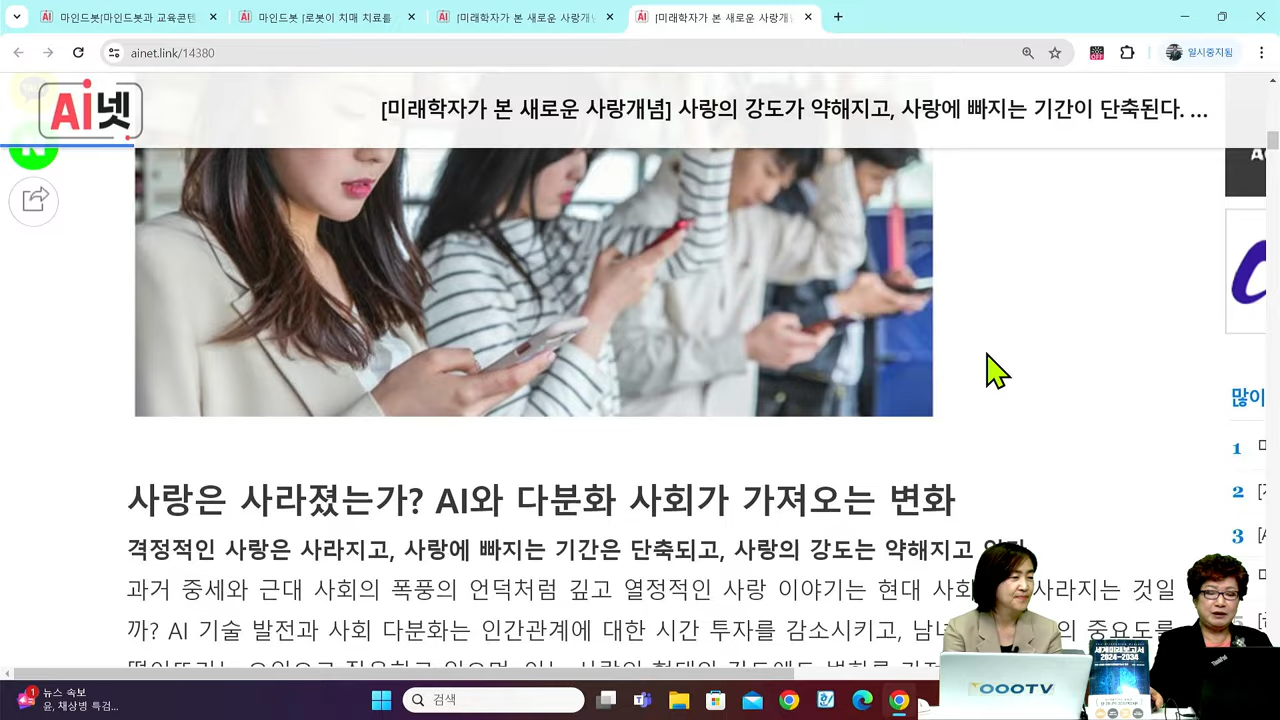 마인드봇[마인드봇과 교육콘텐
마인드봇 [로봇이 치매 치료를
[미래학자가 본 새로운 사랑개념
[미래학자가 본 새로운 사랑개념
ainet.link/14380
OFF
일시중지됨
Ai넷
[미래학자가 본 새로운 사랑개념] 사랑의 강도가 약해지고, 사랑에 빠지는 기간이 단축된다. ...
많이
1
2
3
사랑은 사라졌는가? AI와 다분화 사회가 가져오는 변화
격정적인 사랑은 사라지고, 사랑에 빠지는 기간은 단축되고, 사랑의 강도는 약해지고
과거 중세와 근대 사회의 폭풍의 언덕처럼 깊고 열정적인 사랑 이야기는 현대 사회 사라지는 것일
까? AI 기술 발전과 사회 다분화는 인간관계에 대한 시간 투자를 감소시키고, 남녀 의 중요도를
세계미래보고서
2024-2034
OOOTV
ThinkPad
1
뉴스 속보
윤, 채상병 특검...
검색